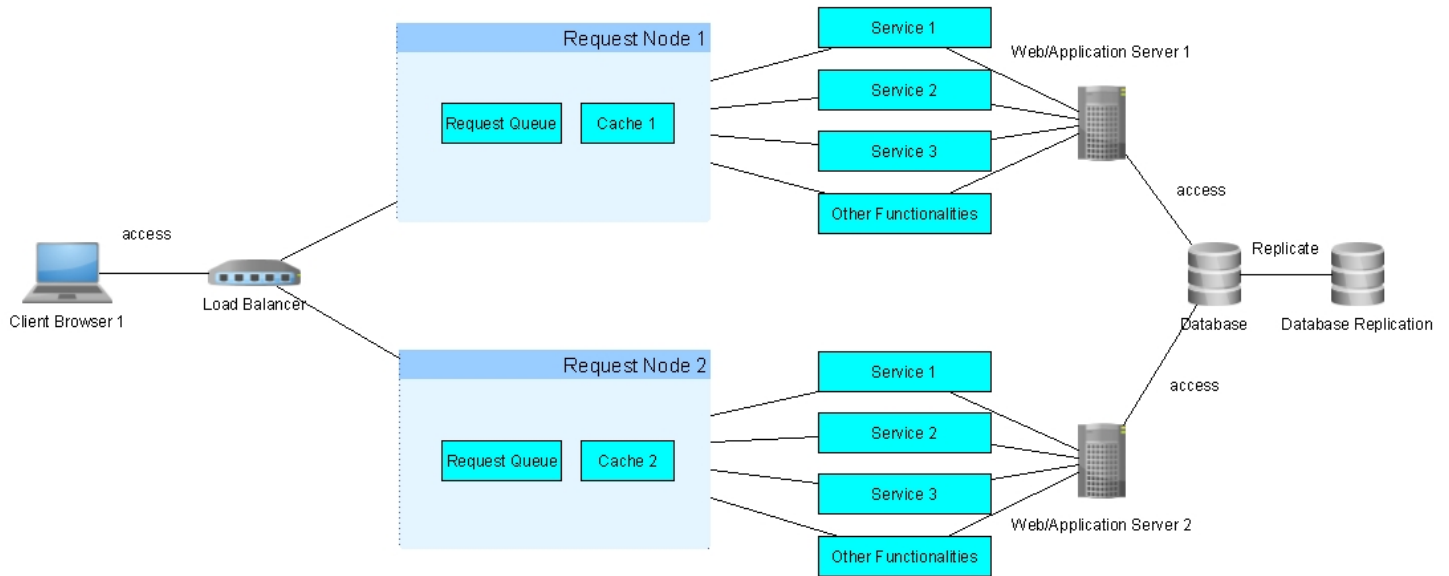 Request Node 1
Request Queue
Cache 1
Service 1
Service 2
Service 3
Other Functionalities
Web/Application Server 1
access
access
Client Browser 1
Load Balancer
Replicate
Database
Database Replication
Request Node 2
Request Queue
Cache 2
Service 1
Service 2
Service 3
Other Functionalities
access
Web/Application Server 2